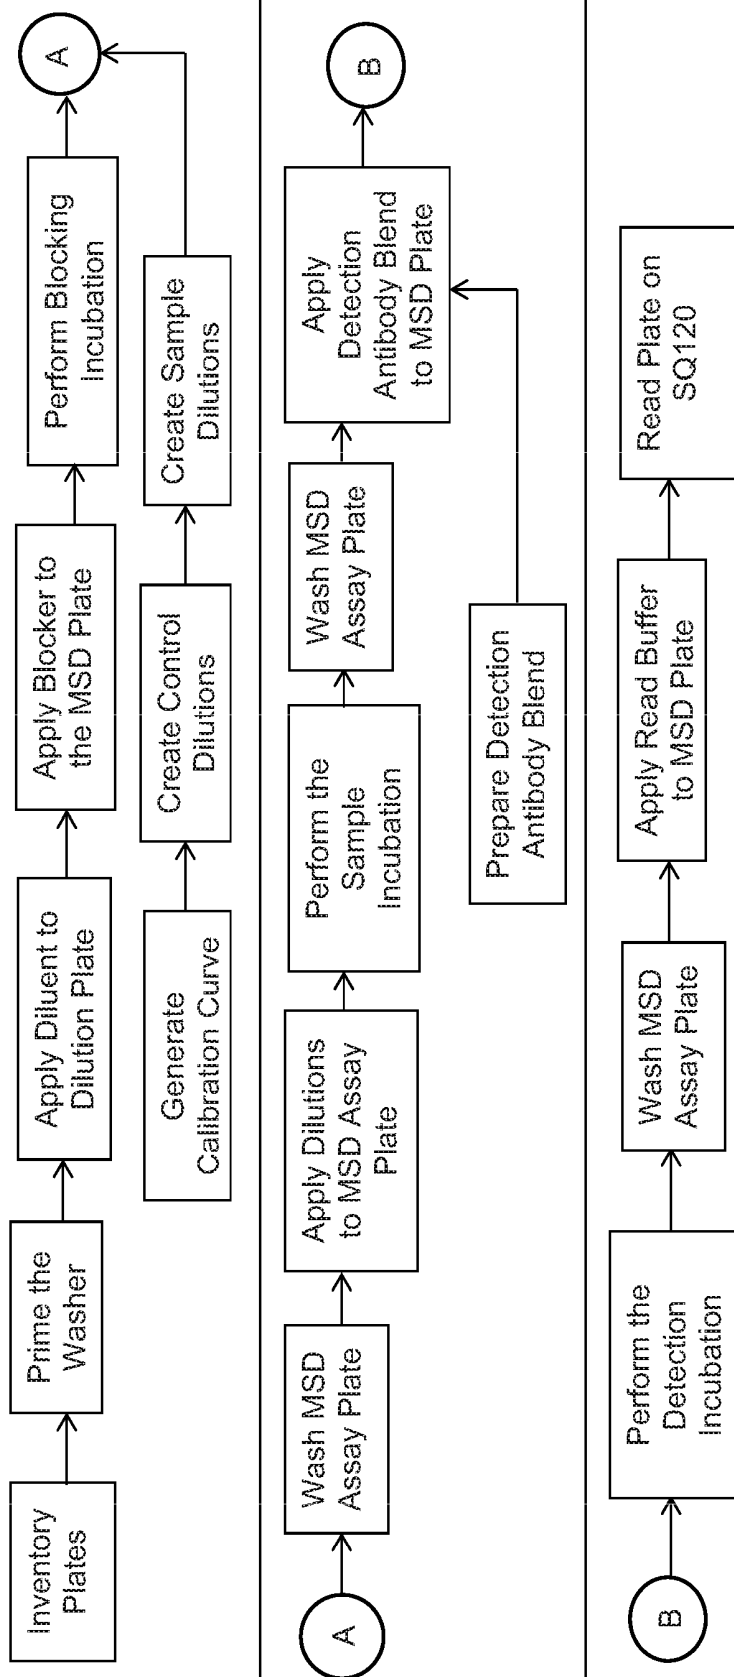 Inventory
Plates
Prime the
Washer
Apply Diluent to
Dilution Plate
Apply Blocker to
the MSD Plate
Perform Blocking
Incubation
A
Generate
Calibration Curve
Create Control
Dilutions
Create Sample
Dilutions
A
Wash MSD
Assay Plate
Apply Dilutions
to MSD Assay
Plate
Perform the
Sample
Incubation
Wash MSD
Assay Plate
Apply
Detection
Antibody Blend
to MSD Plate
B
Prepare Detection
Antibody Blend
B
Perform the
Detection
Incubation
Wash MSD
Assay Plate
Apply Read Buffer
to MSD Plate
Read Plate on
SQ120